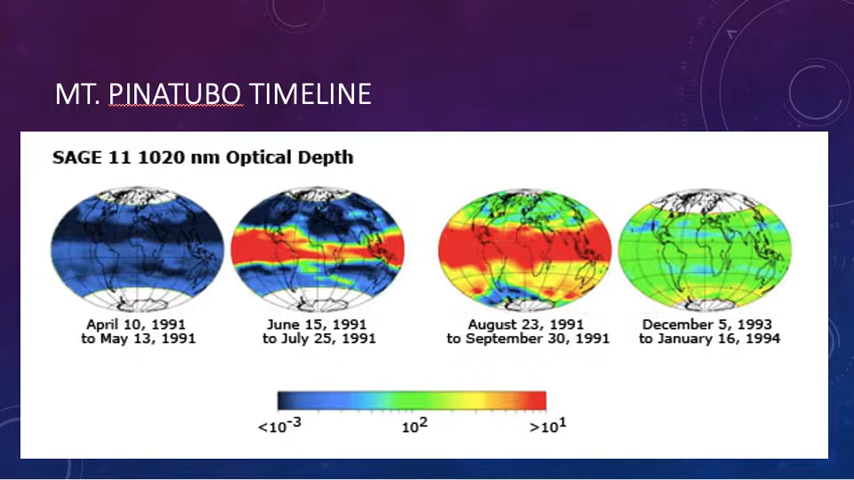 MT. PINATUBO TIMELINE
SAGE 11 1020 nm Optical Depth
April 10, 1991
to May 13, 1991
June 15, 1991
to July 25, 1991
August 23, 1991
to September 30, 1991
December 5, 1993
to January 16, 1994
<10⁻³ 10² >10¹